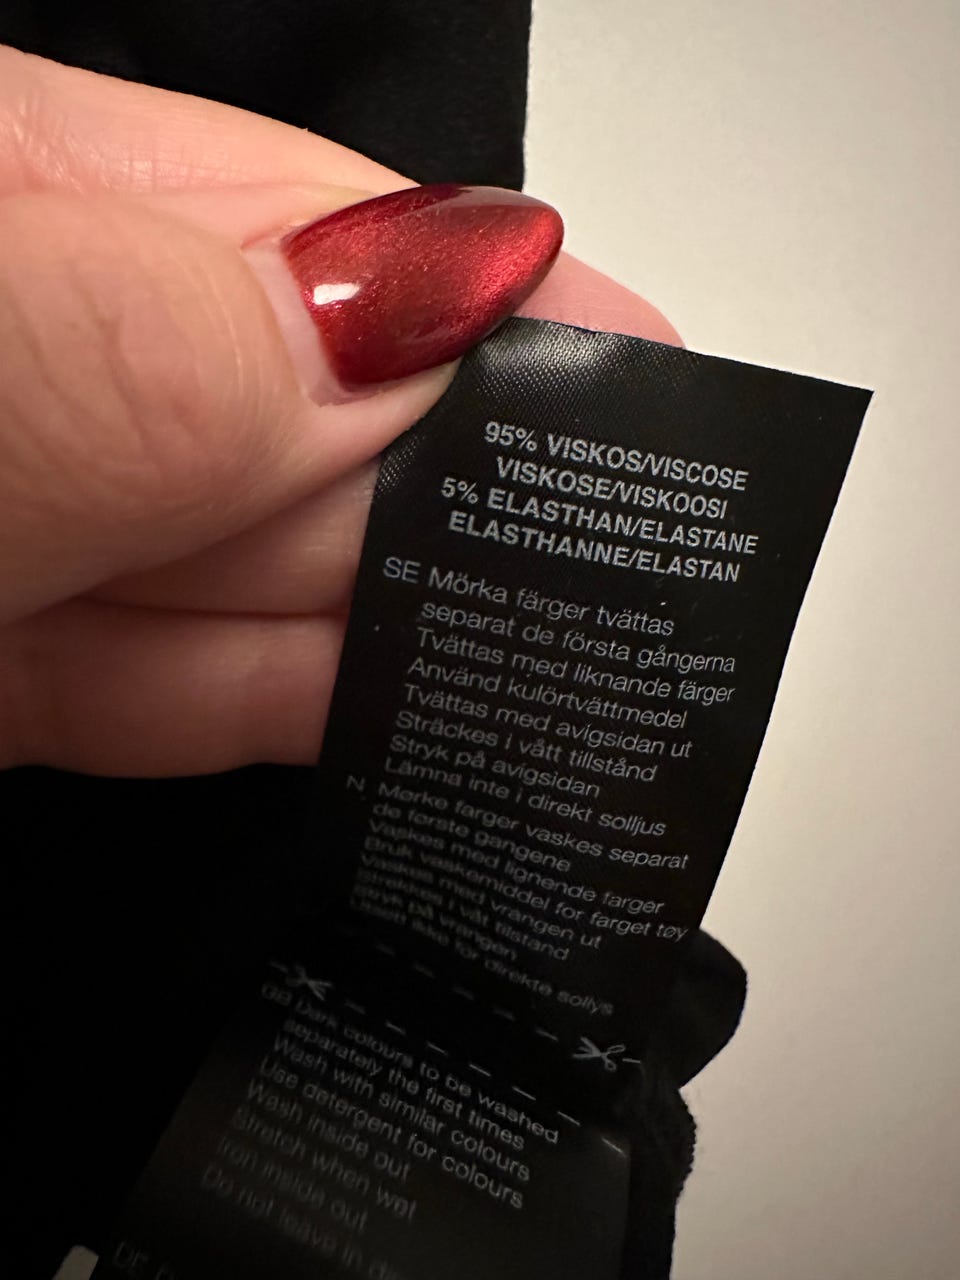 95% VISKOS/VISCOSE
VISKOSE/VISKOOSI
5% ELASTHAN/ELASTANE
ELASTHANNE/ELASTAN
SE Mörka färger tvättas
separat de första gångerna
Tvättas med liknande färger
Använd kulörtvättmedel
Tvättas med avigsidan ut
Sträckes i vått tillstånd
Stryk på avigsidan
Lämna inte i direkt solljus
N Mørke farger vaskes separat
de første gangene
Vaskes med lignende farger
Bruk vaskemiddel for farget tøy
Vaskes med vrangen ut
Strekkes i våt tilstand
Stryk på vrangen
ikke for direkte sollys
GB Dark colours to be washed
separately the first times
Wash with similar colours
Use detergent for colours
Wash inside out
Stretch when wet
Iron inside out
Do not leave in
DE